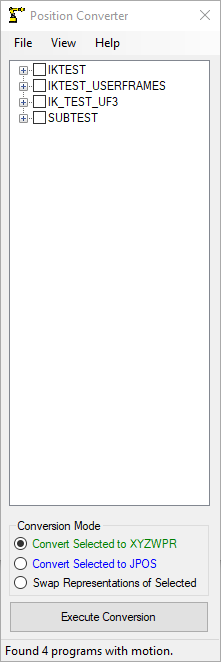 Position Converter
File View Help
IKTEST
IKTEST_USERFRAMES
IK_TEST_UF3
SUBTEST
Conversion Mode
Convert Selected to XYZWPR
Convert Selected to JPOS
Swap Representations of Selected
Execute Conversion
Found 4 programs with motion.